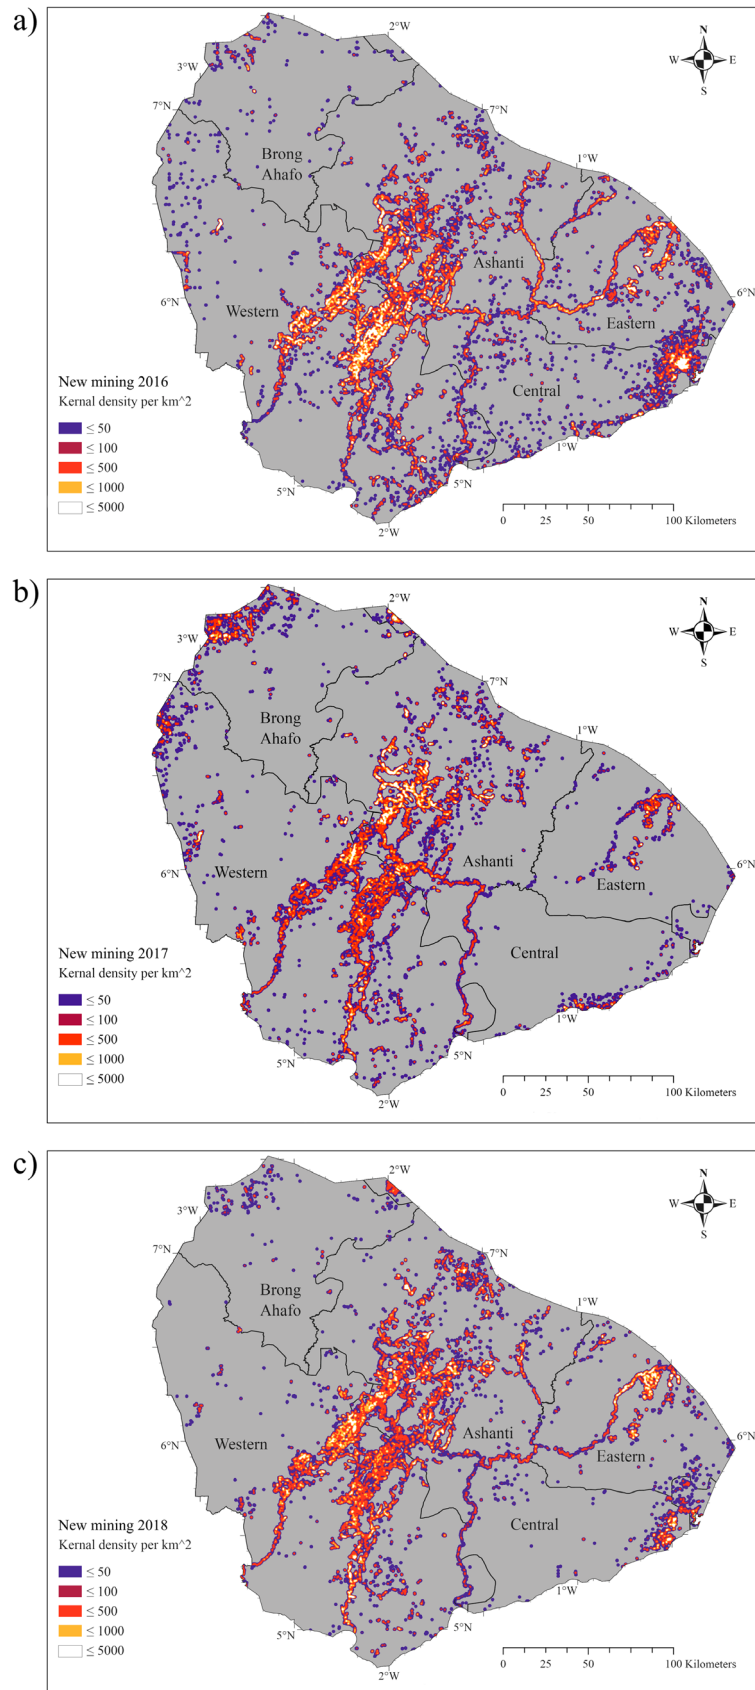 a)
2°W
N
W
E
S
3°W
7°N
7°N
1°W
Brong
Ahafo
Ashanti
6°N
6°N
Western
Eastern
Central
New mining 2016
Kernal density per km^2
≤ 50
≤ 100
≤ 500
≤ 1000
≤ 5000
1°W
5°N
5°N
2°W
0 25 50 100 Kilometers
b)
2°W
N
W
E
S
3°W
7°N
7°N
1°W
Brong
Ahafo
Ashanti
6°N
6°N
Western
Eastern
Central
New mining 2017
Kernal density per km^2
≤ 50
≤ 100
≤ 500
≤ 1000
≤ 5000
1°W
5°N
5°N
2°W
0 25 50 100 Kilometers
c)
2°W
N
W
E
S
3°W
7°N
7°N
1°W
Brong
Ahafo
Ashanti
6°N
6°N
Western
Eastern
Central
New mining 2018
Kernal density per km^2
≤ 50
≤ 100
≤ 500
≤ 1000
≤ 5000
1°W
5°N
5°N
2°W
0 25 50 100 Kilometers